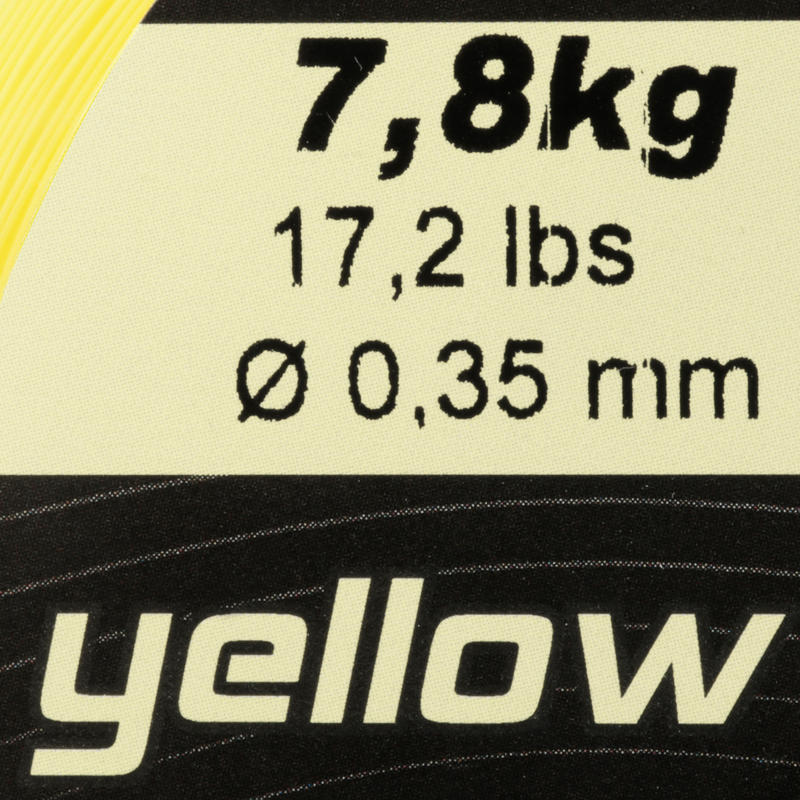 7,8kg
17,2 lbs
Ø 0,35 mm
yellow